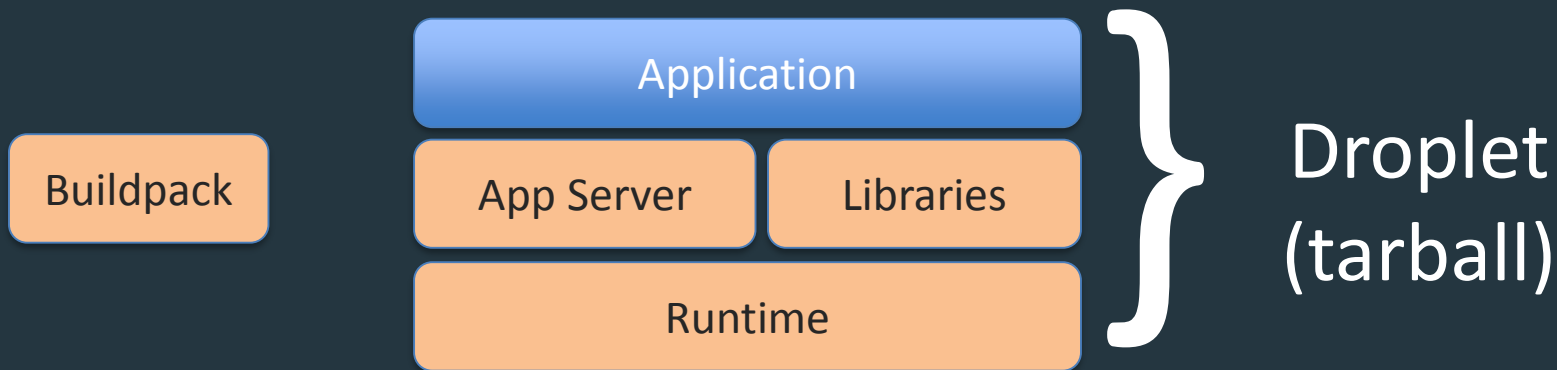 Application
Buildpack
App Server
Libraries
Runtime
}
Droplet
(tarball)